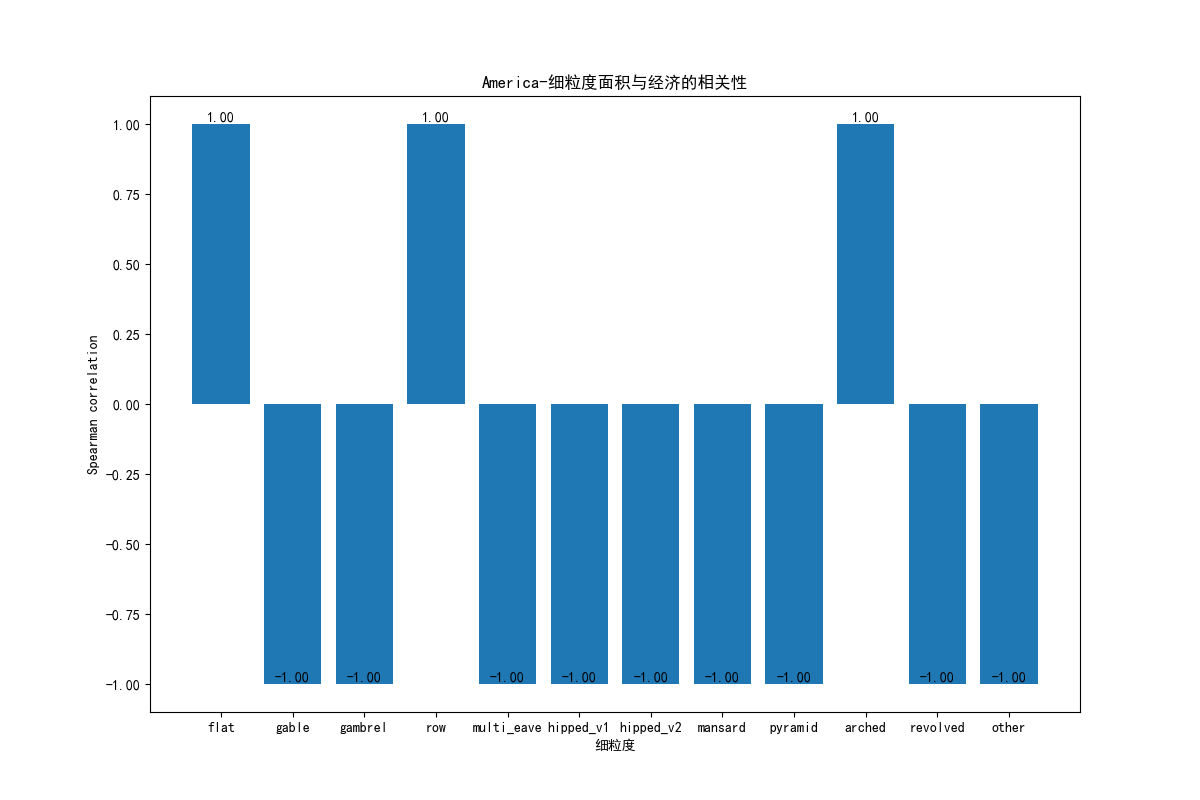 America-细粒度面积与经济的相关性
1.00 1.00 1.00
1.00
0.75
0.50
0.25
0.00
-0.25
-0.50
-0.75
-1.00
Spearman correlation
-1.00 -1.00 -1.00 -1.00 -1.00 -1.00 -1.00 -1.00 -1.00
flat gable gambrel row multi_eave hipped_v1 hipped_v2 mansard pyramid arched revolved other
细粒度